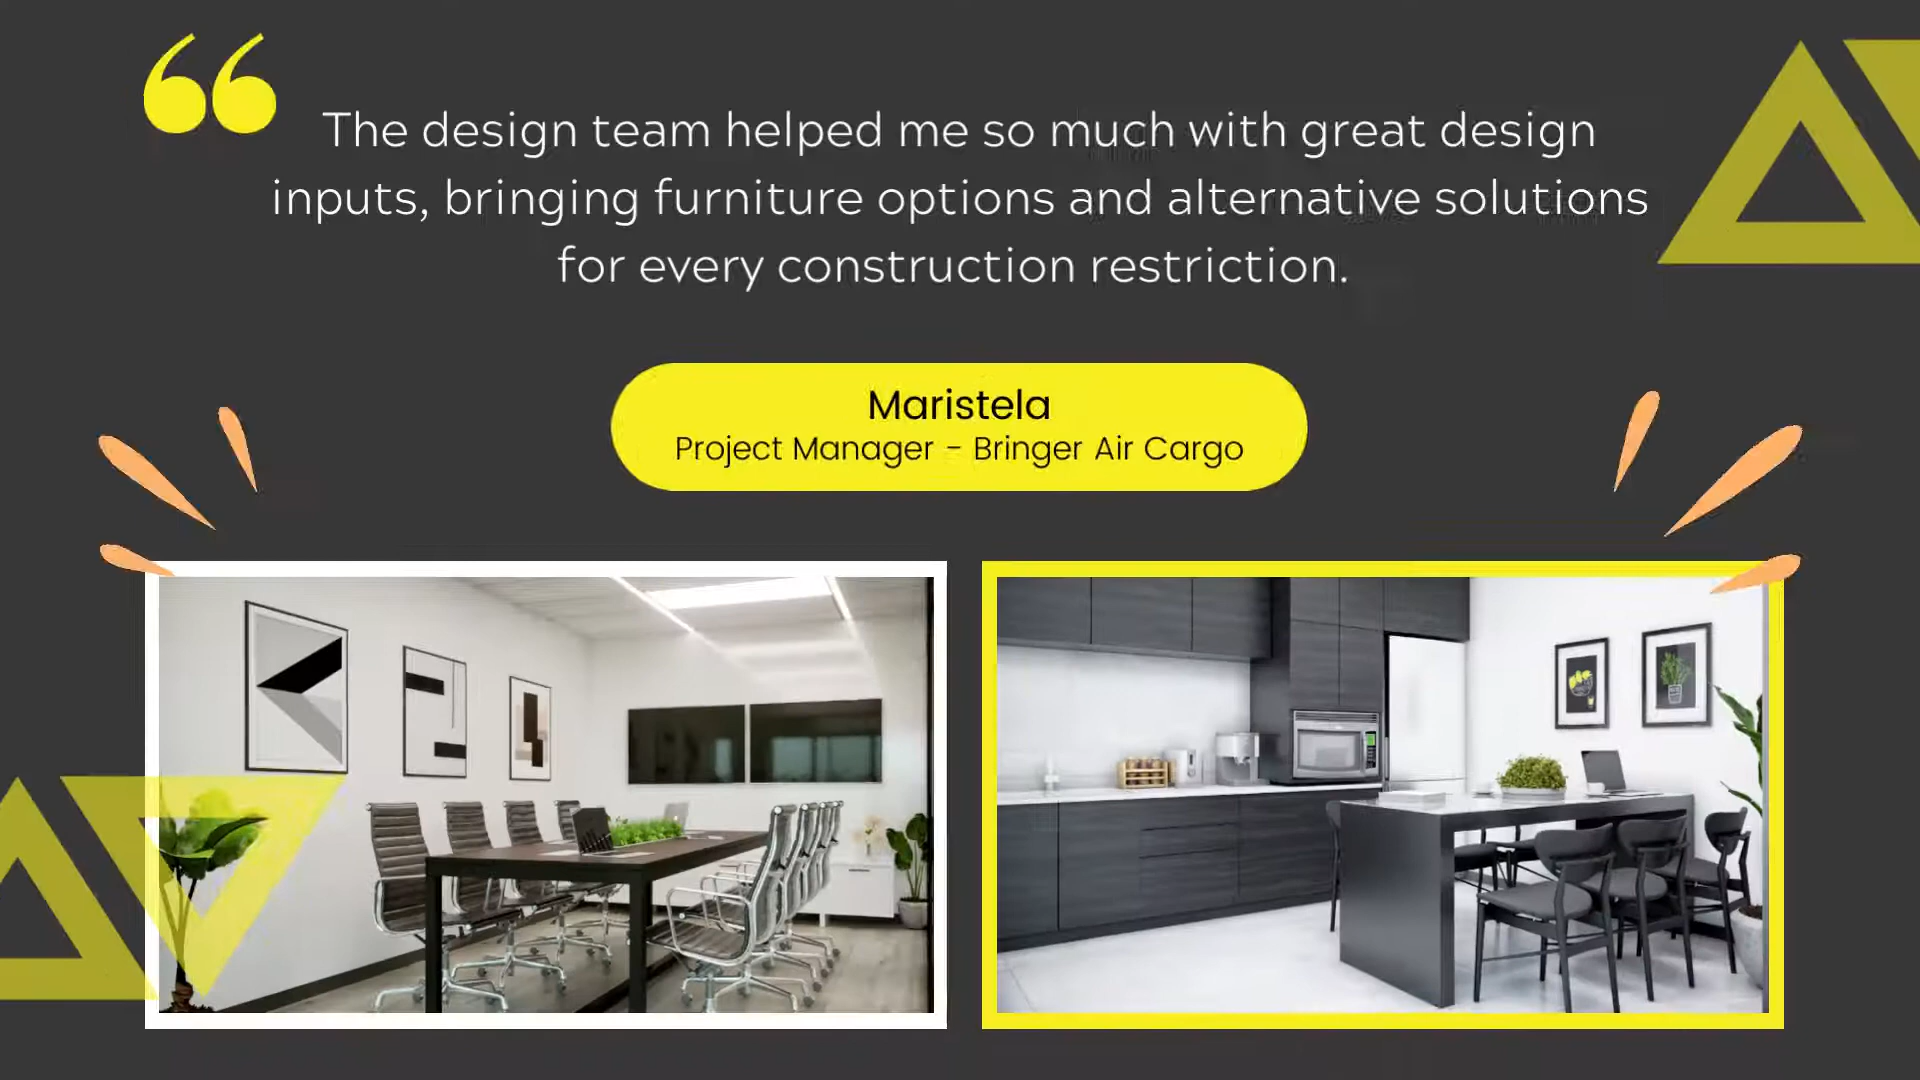 The design team helped me so much with great design
inputs, bringing furniture options and alternative solutions
for every construction restriction.
Maristela
Project Manager - Bringer Air Cargo